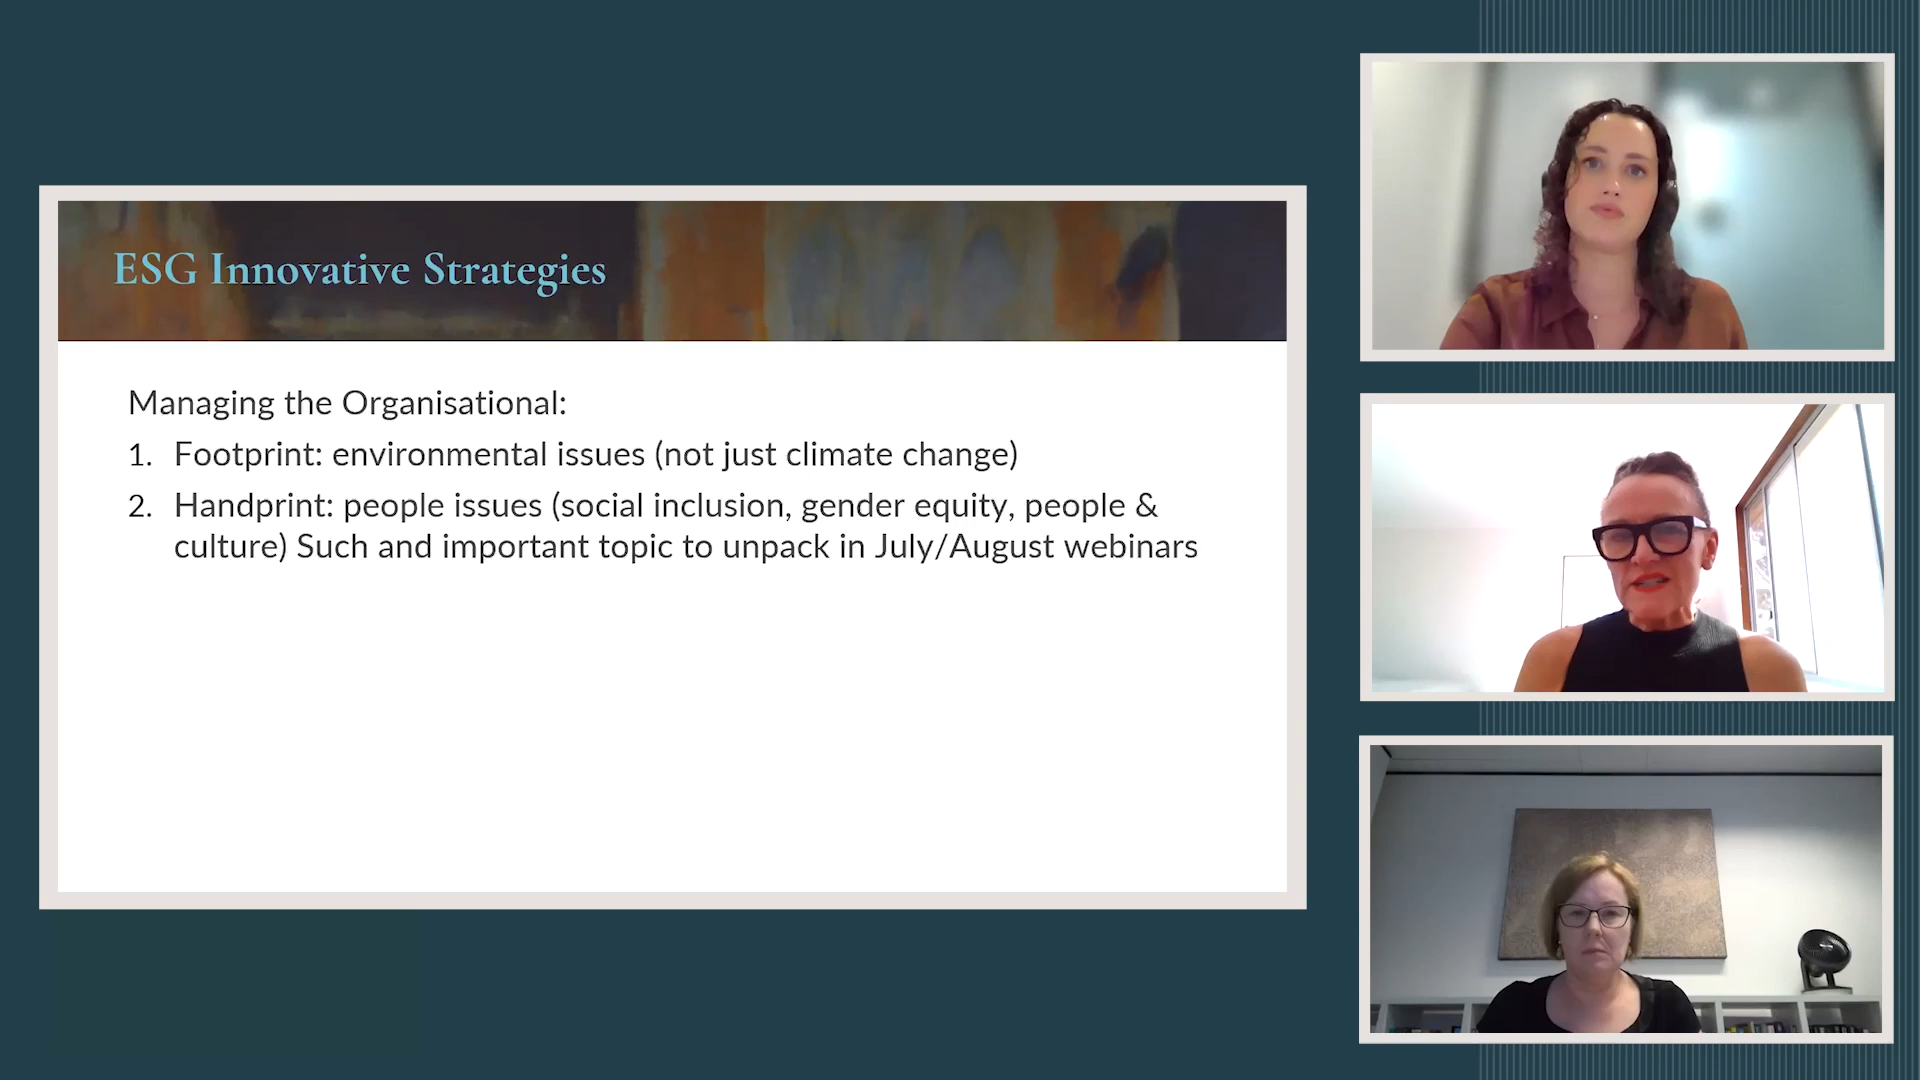 ESG Innovative Strategies
Managing the Organisational:
1. Footprint: environmental issues (not just climate change)
2. Handprint: people issues (social inclusion, gender equity, people &
culture) Such and important topic to unpack in July/August webinars